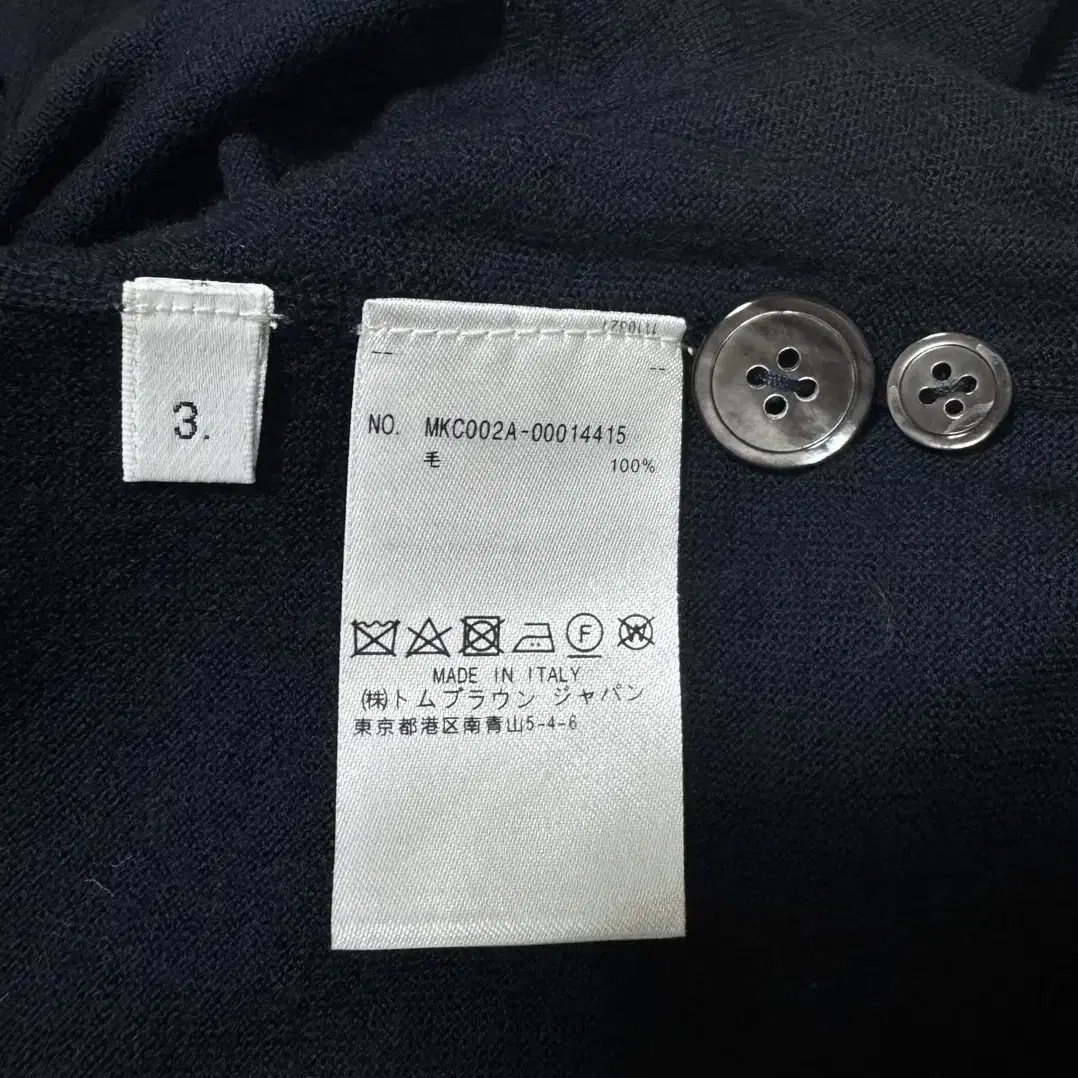 3.
1110327
--
--
NO. MKC002A-00014415
毛 100%
F W
MADE IN ITALY
(株)トムブラウン ジャパン
東京都港区南青山5-4-6